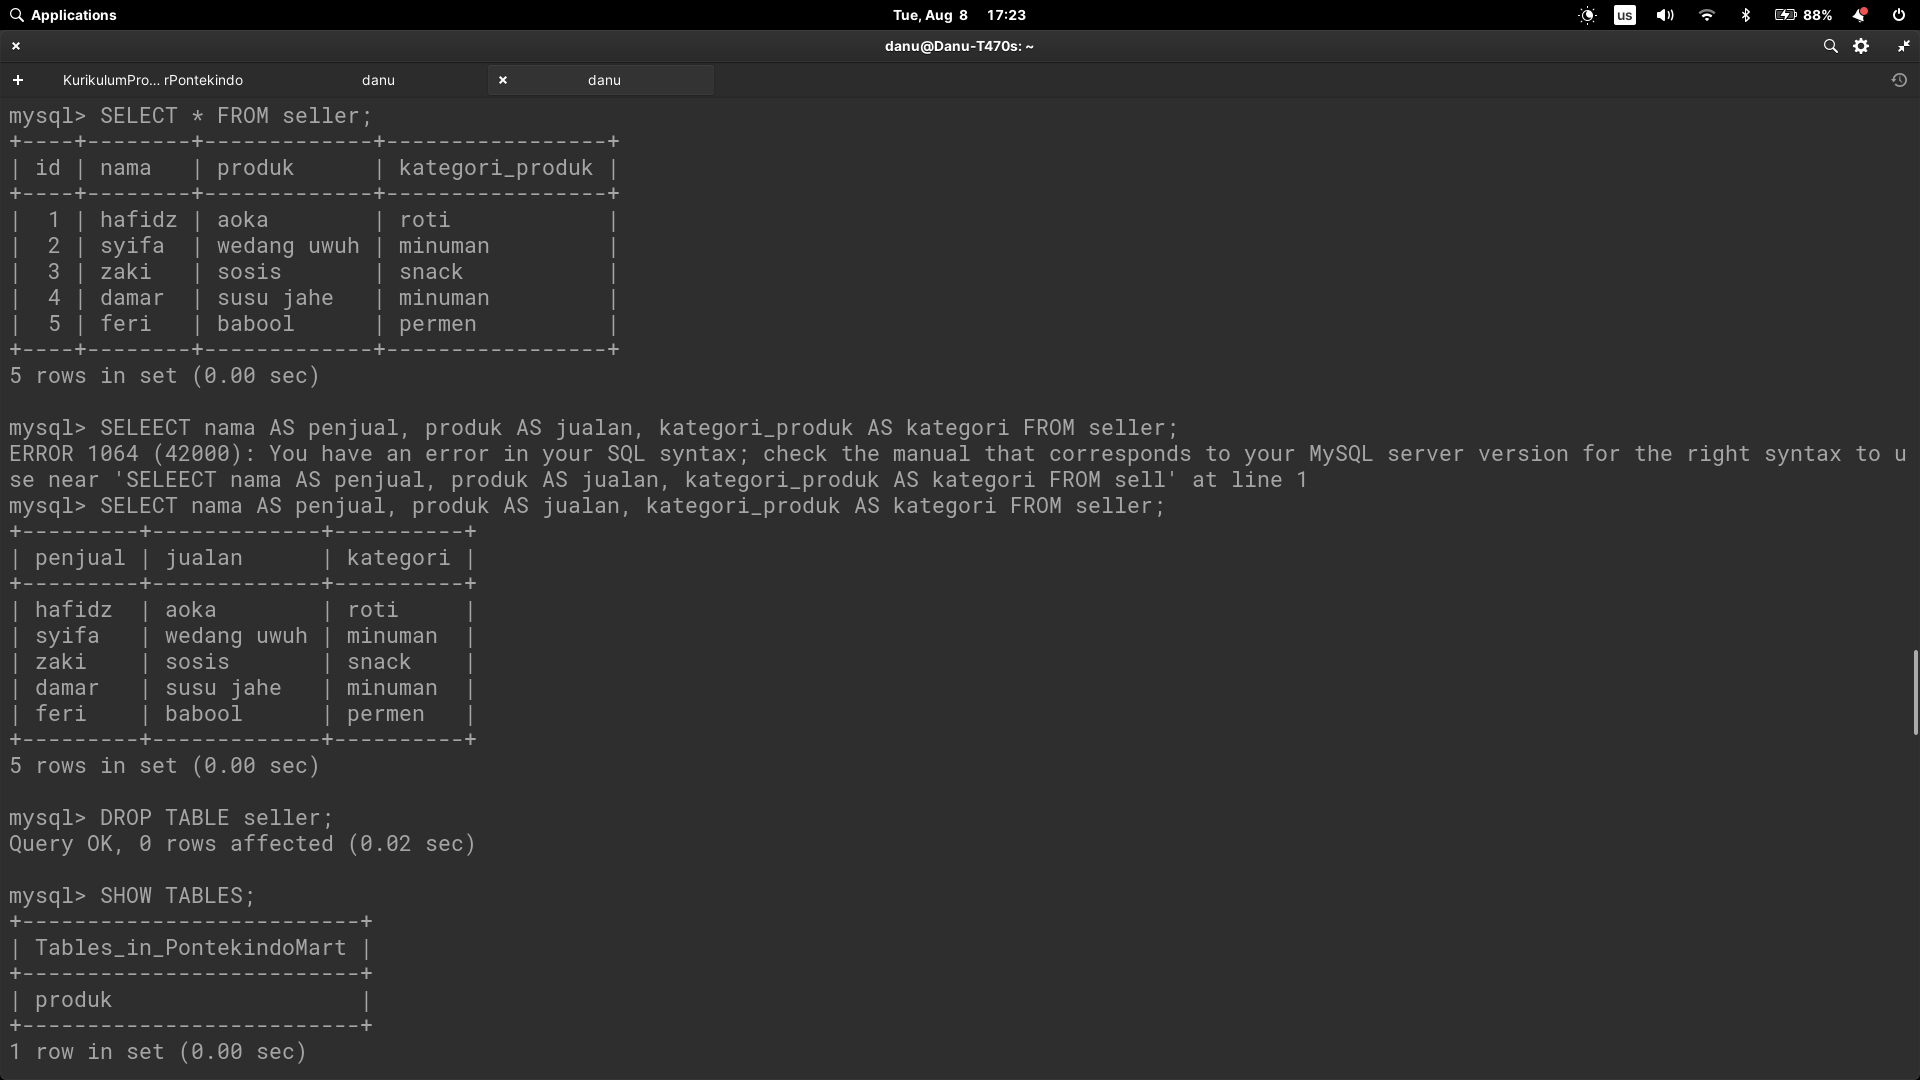 Applications
Tue, Aug 8 17:23
us
88%
danu@Danu-T470s: ~
KurikulumPro... rPontekindo
danu
danu
mysql> SELECT * FROM seller;
+----+--------+-------------+-----------------+
| id | nama   | produk      | kategori_produk |
+----+--------+-------------+-----------------+
|  1 | hafidz | aoka        | roti            |
|  2 | syifa  | wedang uwuh | minuman         |
|  3 | zaki   | sosis       | snack           |
|  4 | damar  | susu jahe   | minuman         |
|  5 | feri   | babool      | permen          |
+----+--------+-------------+-----------------+
5 rows in set (0.00 sec)
mysql> SELEECT nama AS penjual, produk AS jualan, kategori_produk AS kategori FROM seller;
ERROR 1064 (42000): You have an error in your SQL syntax; check the manual that corresponds to your MySQL server version for the right syntax to u
se near 'SELEECT nama AS penjual, produk AS jualan, kategori_produk AS kategori FROM sell' at line 1
mysql> SELECT nama AS penjual, produk AS jualan, kategori_produk AS kategori FROM seller;
+---------+-------------+----------+
| penjual | jualan      | kategori |
+---------+-------------+----------+
| hafidz  | aoka        | roti     |
| syifa   | wedang uwuh | minuman  |
| zaki    | sosis       | snack    |
| damar   | susu jahe   | minuman  |
| feri    | babool      | permen   |
+---------+-------------+----------+
5 rows in set (0.00 sec)
mysql> DROP TABLE seller;
Query OK, 0 rows affected (0.02 sec)
mysql> SHOW TABLES;
+--------------------------+
| Tables_in_PontekindoMart |
+--------------------------+
| produk                   |
+--------------------------+
1 row in set (0.00 sec)